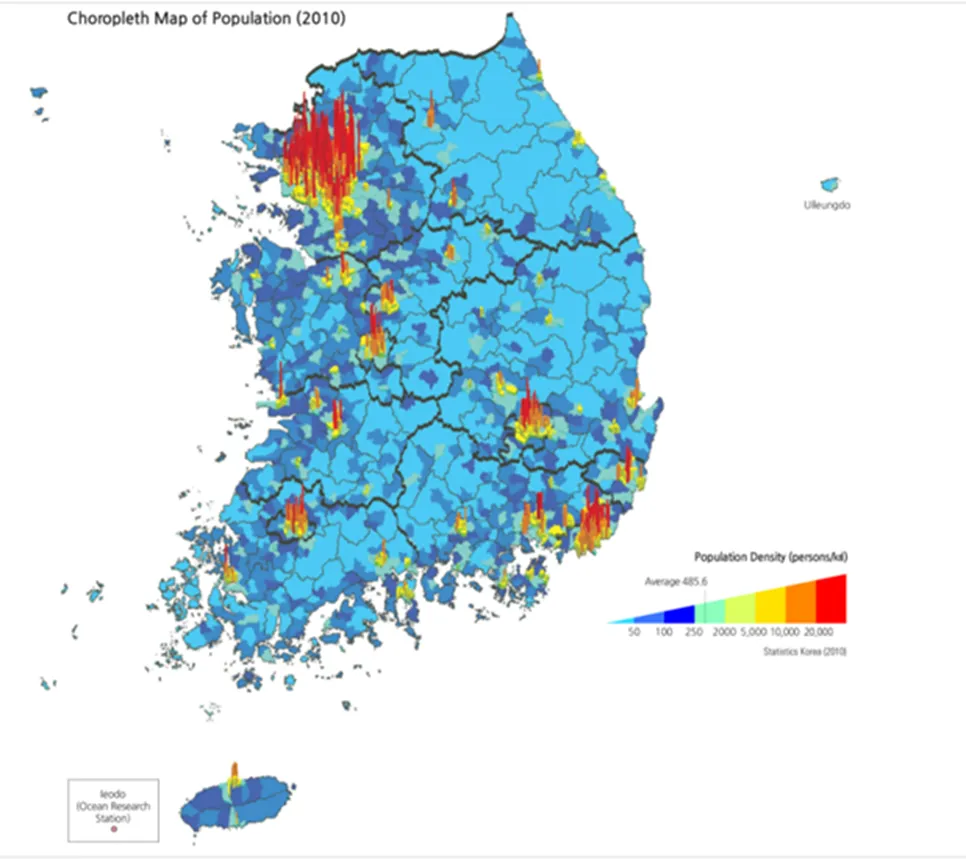 Choropleth Map of Population (2010)
Ulleungdo
Population Density (persons/㎢)
Average 485.6
50 100 250 2000 5,000 10,000 20,000
Statistics Korea (2010)
Ieodo
(Ocean Research
Station)